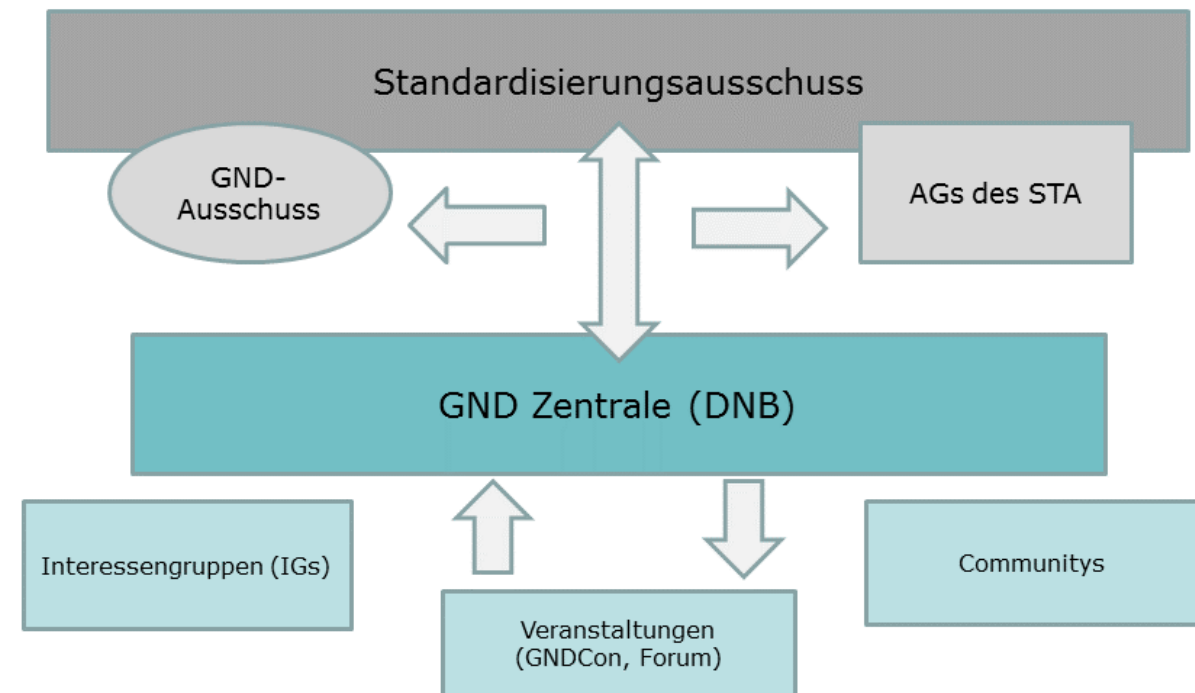 Standardisierungsausschuss
GND-
Ausschuss
AGs des STA
GND Zentrale (DNB)
Interessengruppen (IGs)
Communitys
Veranstaltungen
(GNDCon, Forum)